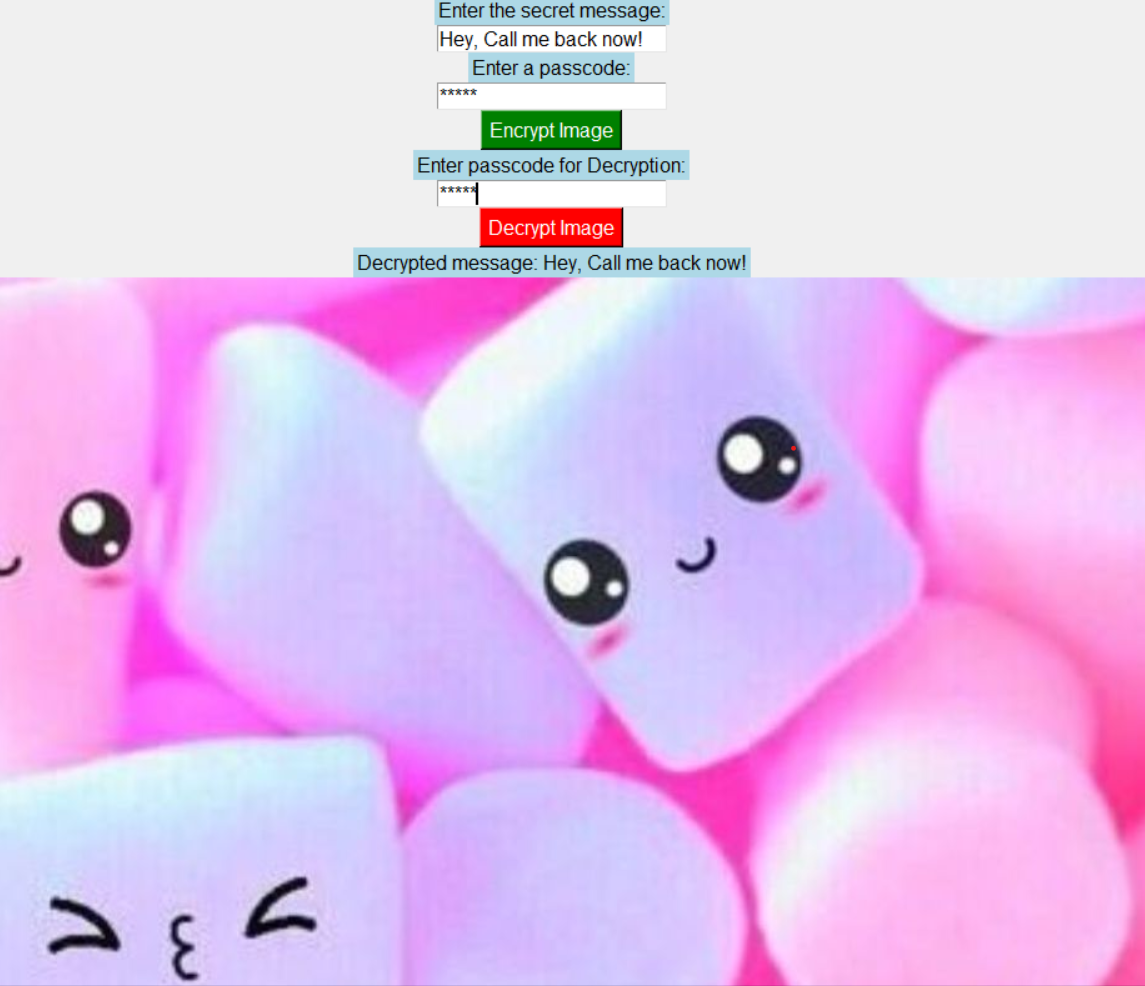 Enter the secret message:
Hey, Call me back now!
Enter a passcode:
*****
Encrypt Image
Enter passcode for Decryption:
*****
Decrypt Image
Decrypted message: Hey, Call me back now!